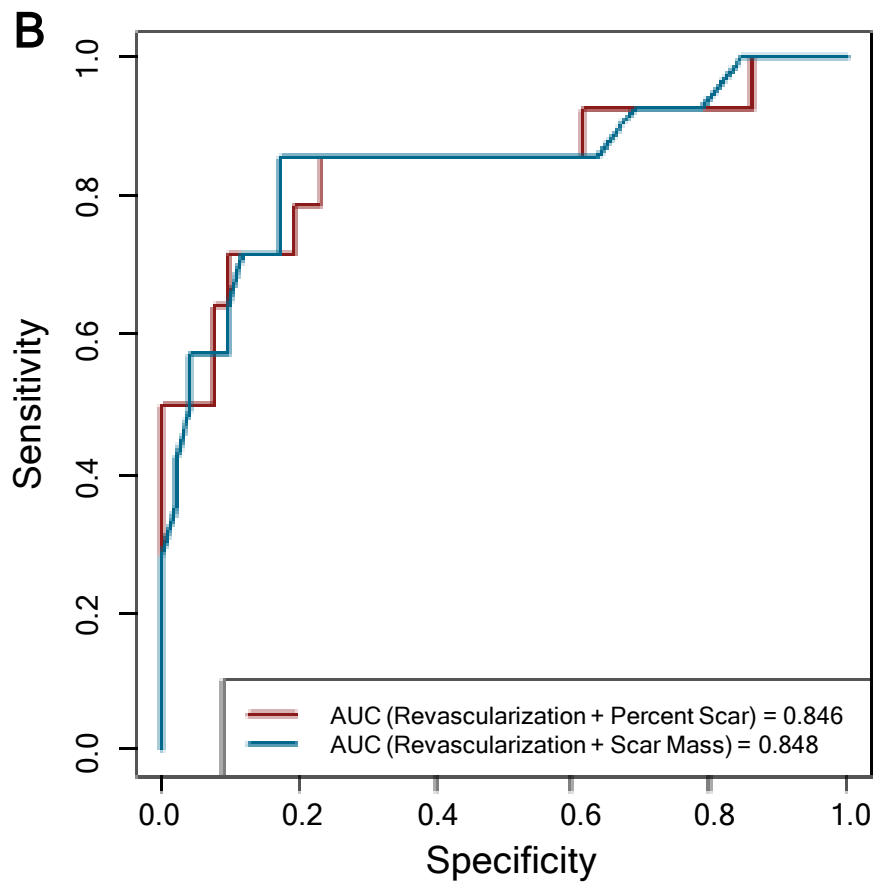 B
1.0
0.8
0.6
0.4
0.2
0.0
Sensitivity
AUC (Revascularization + Percent Scar) = 0.846
AUC (Revascularization + Scar Mass) = 0.848
0.0 0.2 0.4 0.6 0.8 1.0
Specificity